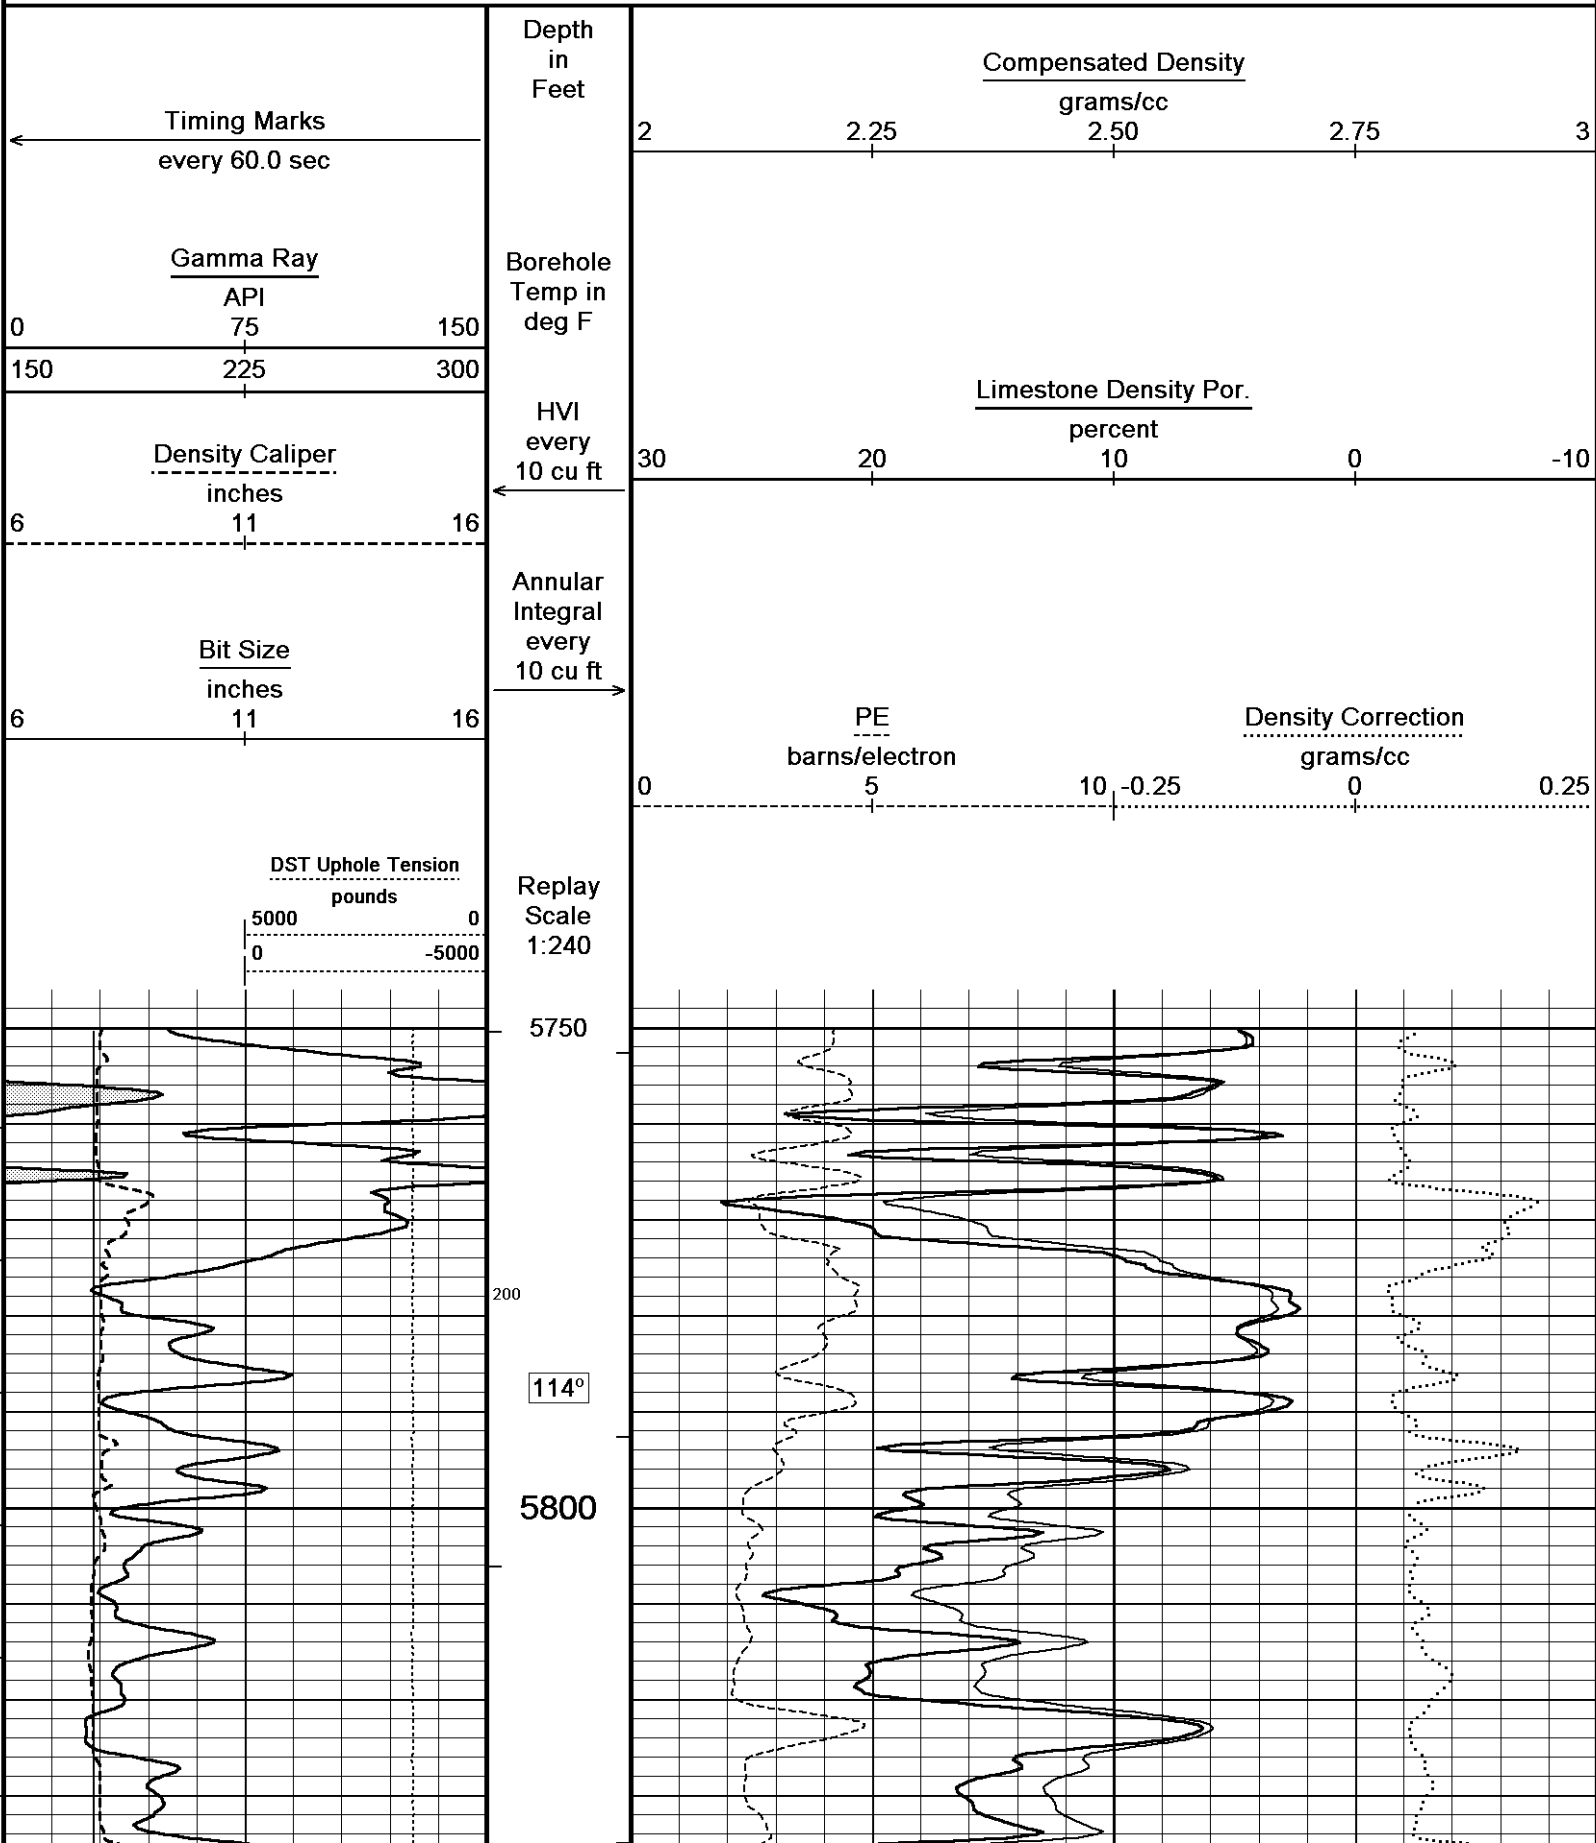 Timing Marks
every 60.0 sec
Gamma Ray
API
0 75 150
150 225 300
Density Caliper
inches
6 11 16
Bit Size
inches
6 11 16
DST Uphole Tension
pounds
5000 0
0 -5000
Depth
in
Feet
Borehole
Temp in
deg F
HVI
every
10 cu ft
Annular
Integral
every
10 cu ft
Replay
Scale
1:240
Compensated Density
grams/cc
2 2.25 2.50 2.75 3
Limestone Density Por.
percent
30 20 10 0 -10
PE
barns/electron
0 5 10
Density Correction
grams/cc
-0.25 0 0.25
5750
200
114º
5800